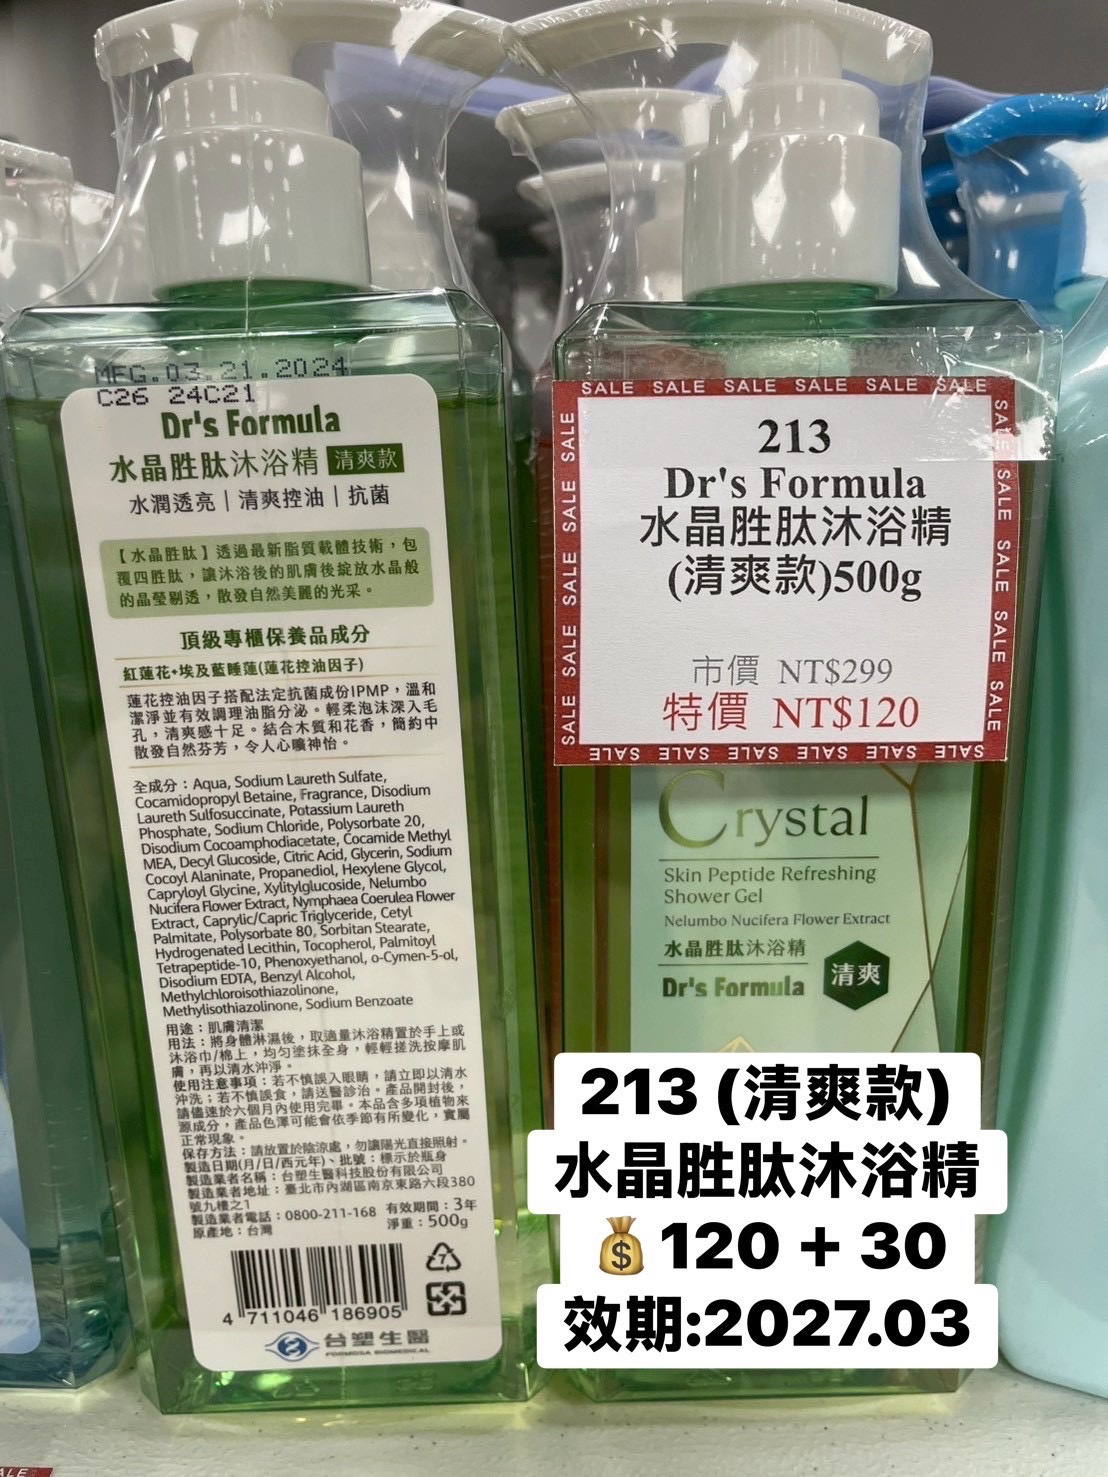 MFG.03.21.2024
C26 24C21
Dr's Formula
水晶胜肽沐浴精 清爽款
水潤透亮｜清爽控油｜抗菌
【水晶胜肽】透過最新脂質載體技術，包
覆四胜肽，讓沐浴後的肌膚後綻放水晶般
的晶瑩剔透，散發自然美麗的光采。
頂級專櫃保養品成分
紅蓮花+埃及藍睡蓮(蓮花控油因子)
蓮花控油因子搭配法定抗菌成份IPMP，溫和
潔淨並有效調理油脂分泌。輕柔泡沫深入毛
孔，清爽感十足。結合木質和花香，簡約中
散發自然芬芳，令人心曠神怡。
全成分：Aqua, Sodium Laureth Sulfate,
Cocamidopropyl Betaine, Fragrance, Disodium
Laureth Sulfosuccinate, Potassium Laureth
Phosphate, Sodium Chloride, Polysorbate 20,
Disodium Cocoamphodiacetate, Cocamide Methyl
MEA, Decyl Glucoside, Citric Acid, Glycerin, Sodium
Cocoyl Alaninate, Propanediol, Hexylene Glycol,
Capryloyl Glycine, Xylitylglucoside, Nelumbo
Nucifera Flower Extract, Nymphaea Coerulea Flower
Extract, Caprylic/Capric Triglyceride, Cetyl
Palmitate, Polysorbate 80, Sorbitan Stearate,
Hydrogenated Lecithin, Tocopherol, Palmitoyl
Tetrapeptide-10, Phenoxyethanol, o-Cymen-5-ol,
Disodium EDTA, Benzyl Alcohol,
Methylchloroisothiazolinone,
Methylisothiazolinone, Sodium Benzoate
用途：肌膚清潔
用法：將身體淋濕後，取適量沐浴精置於手上或
沐浴巾/棉上，均勻塗抹全身，輕輕搓洗按摩肌
膚，再以清水沖淨。
使用注意事項：若不慎誤入眼睛，請立即以清水
沖洗；若不慎誤食，請送醫診治。產品開封後，
請儘速於六個月內使用完畢。本品含多項植物來
源成分，產品色澤可能會依季節有所變化，實屬
正常現象。
保存方法：請放置於陰涼處，勿讓陽光直接照射。
製造日期(月/日/西元年)、批號：標示於瓶身
製造業者名稱：台塑生醫科技股份有限公司
製造業者地址：臺北市內湖區南京東路六段380
號九樓之1
製造業者電話：0800-211-168 有效期間：3年
原產地：台灣 淨重：500g
7
4 711046 186905
台塑生醫
FORMOSA BIOMEDICAL
SALE SALE SALE SALE SALE SALE
SALE SALE SALE SALE SALE
SALE SALE SALE SALE SALE
SALE SALE SALE SALE SALE SALE
213
Dr's Formula
水晶胜肽沐浴精
(清爽款)500g
市價 NT$299
特價 NT$120
Crystal
Skin Peptide Refreshing
Shower Gel
Nelumbo Nucifera Flower Extract
水晶胜肽沐浴精
Dr's Formula
清爽
213 (清爽款)
水晶胜肽沐浴精
💰120 + 30
效期:2027.03
ALE